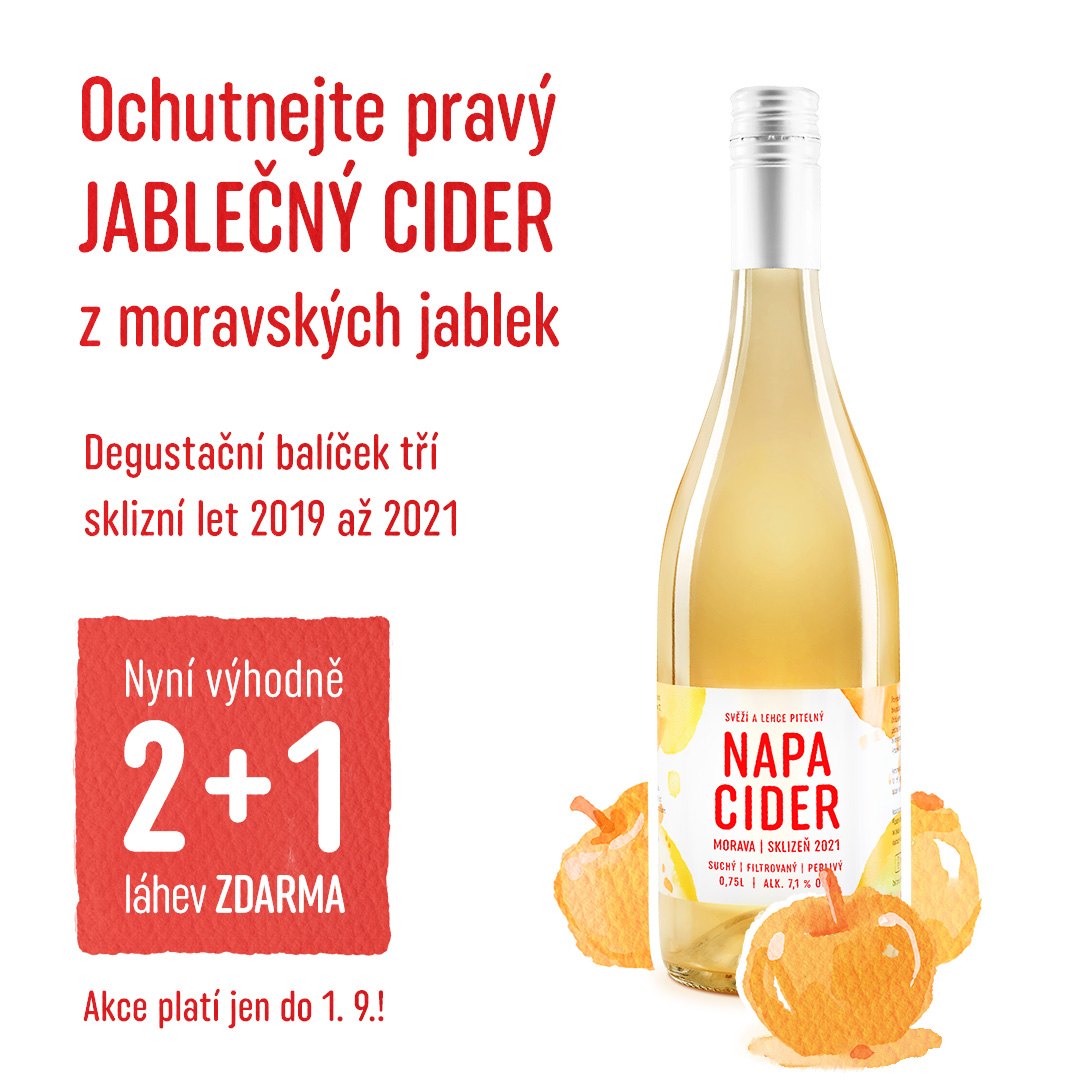 Ochutnejte pravý
JABLEČNÝ CIDER
z moravských jablek
Degustační balíček tří
sklizní let 2019 až 2021
Nyní výhodně
2+1
láhev ZDARMA
Akce platí jen do 1. 9.!
SVĚŽÍ A LEHCE PITELNÝ
NAPA
CIDER
MORAVA | SKLIZEŇ 2021
SUCHÝ | FILTROVANÝ | PERLIVÝ
0,75L | ALK. 7,1 %